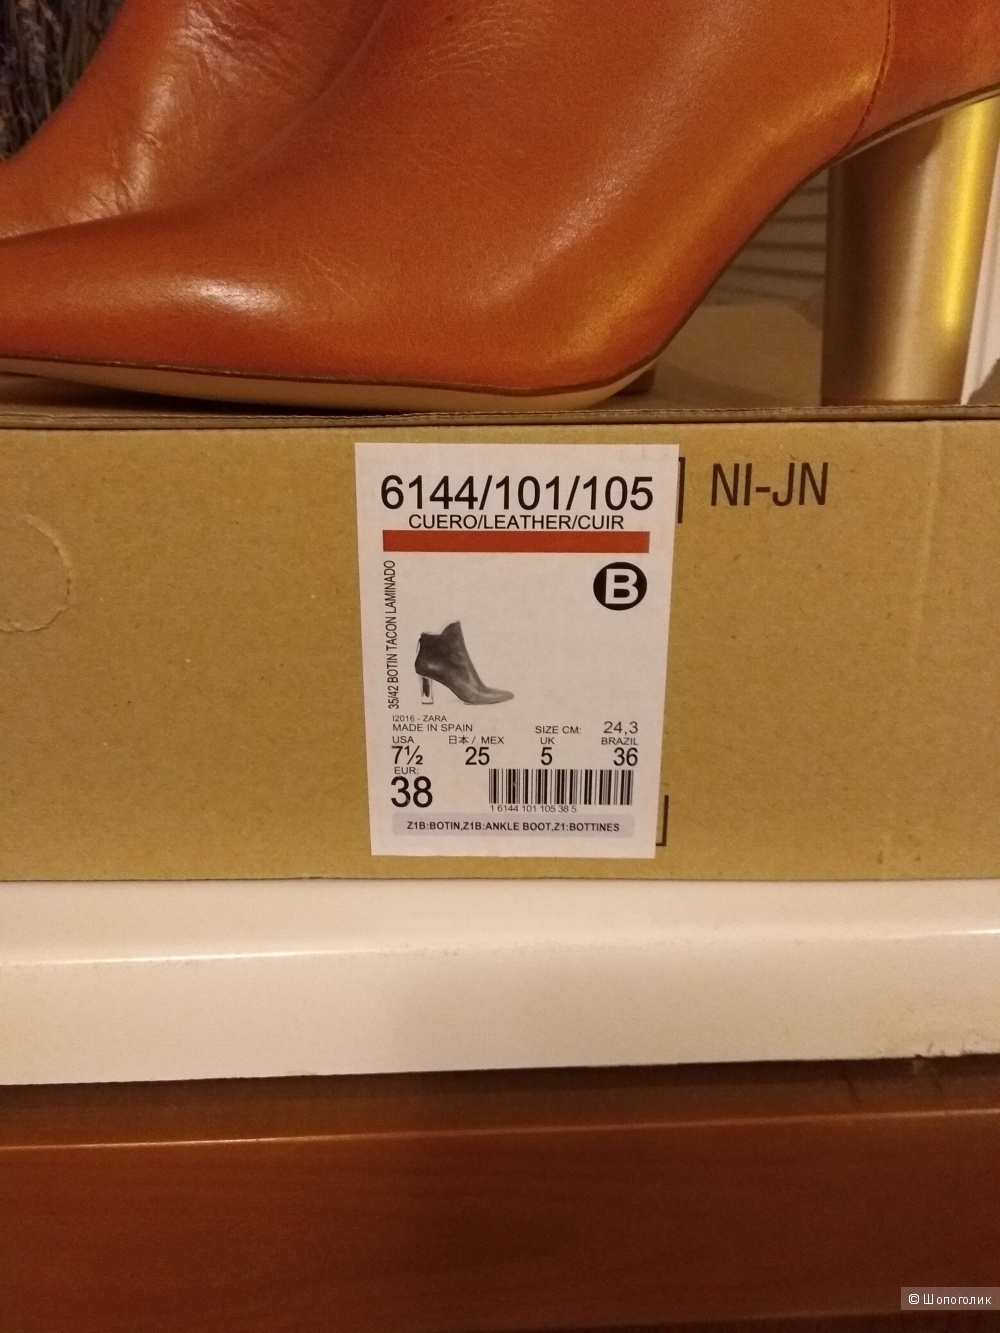 6144/101/105
NI-JN
CUERO/LEATHER/CUIR
B
35/42 BOTIN TACON LAMINADO
I2016 - ZARA
MADE IN SPAIN
SIZE CM: 24,3
USA 日本 / MEX UK BRAZIL
7½ 25 5 36
EUR:
38
1 6144 101 105 38 5
Z1B:BOTIN,Z1B:ANKLE BOOT,Z1:BOTTINES
© Шопоголик